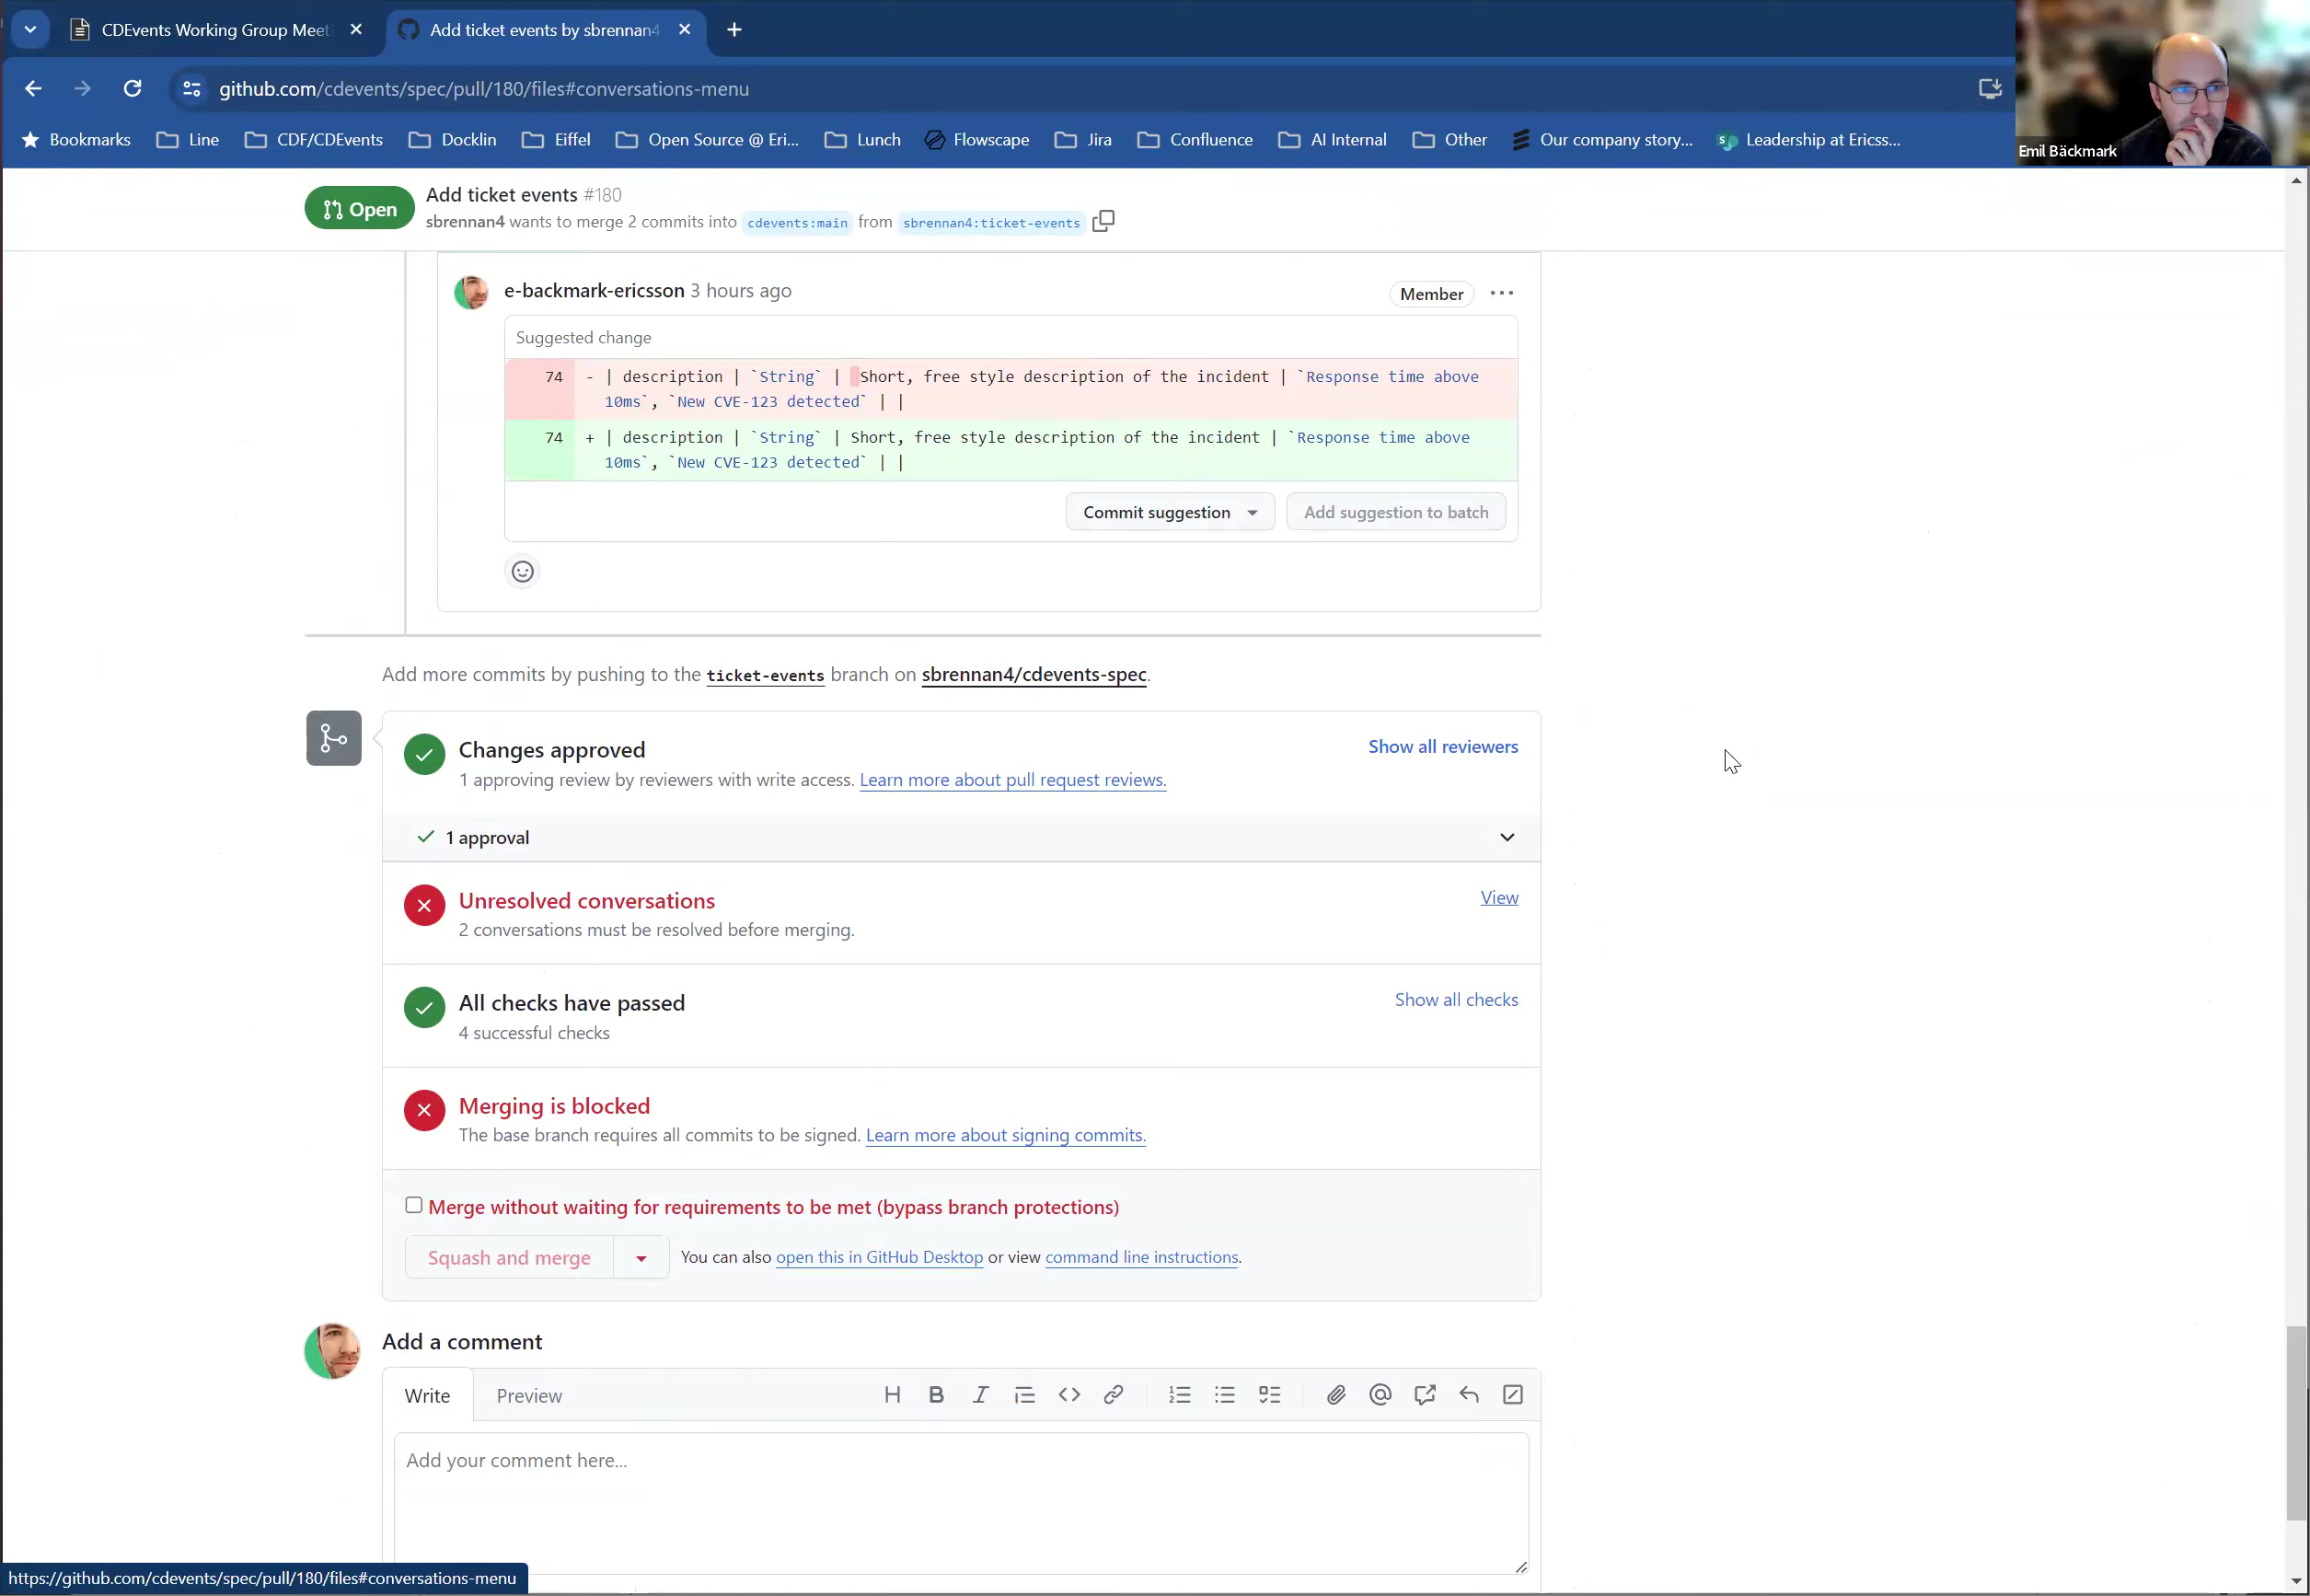 CDEvents Working Group Meet
Add ticket events by sbrennan4
github.com/cdevents/spec/pull/180/files#conversations-menu
Bookmarks Line CDF/CDEvents Docklin Eiffel Open Source @ Eri... Lunch Flowscape Jira Confluence AI Internal Other Our company story... Leadership at Ericss...
Emil Bäckmark
Open
Add ticket events #180
sbrennan4 wants to merge 2 commits into cdevents:main from sbrennan4:ticket-events
e-backmark-ericsson 3 hours ago
Member
Suggested change
74 - | description | `String` | Short, free style description of the incident | `Response time above
10ms`, `New CVE-123 detected` | |
74 + | description | `String` | Short, free style description of the incident | `Response time above
10ms`, `New CVE-123 detected` | |
Commit suggestion
Add suggestion to batch
Add more commits by pushing to the ticket-events branch on sbrennan4/cdevents-spec.
Changes approved
Show all reviewers
1 approving review by reviewers with write access. Learn more about pull request reviews.
1 approval
Unresolved conversations
View
2 conversations must be resolved before merging.
All checks have passed
Show all checks
4 successful checks
Merging is blocked
The base branch requires all commits to be signed. Learn more about signing commits.
Merge without waiting for requirements to be met (bypass branch protections)
Squash and merge
You can also open this in GitHub Desktop or view command line instructions.
Add a comment
Write Preview
Add your comment here...
https://github.com/cdevents/spec/pull/180/files#conversations-menu